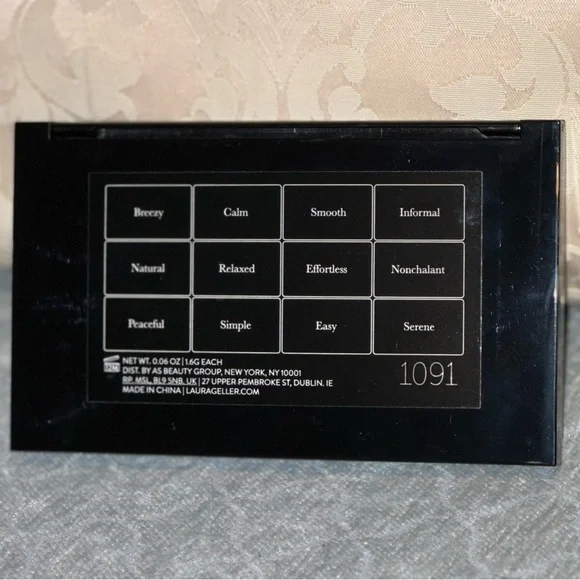 Breezy Calm Smooth Informal
Natural Relaxed Effortless Nonchalant
Peaceful Simple Easy Serene
NET WT. 0.06 OZ | 1.6G EACH
DIST. BY AS BEAUTY GROUP, NEW YORK, NY 10001
RP. MSL, BL9 5NB, UK | 27 UPPER PEMBROKE ST, DUBLIN. IE
MADE IN CHINA | LAURAGELLER.COM
1091